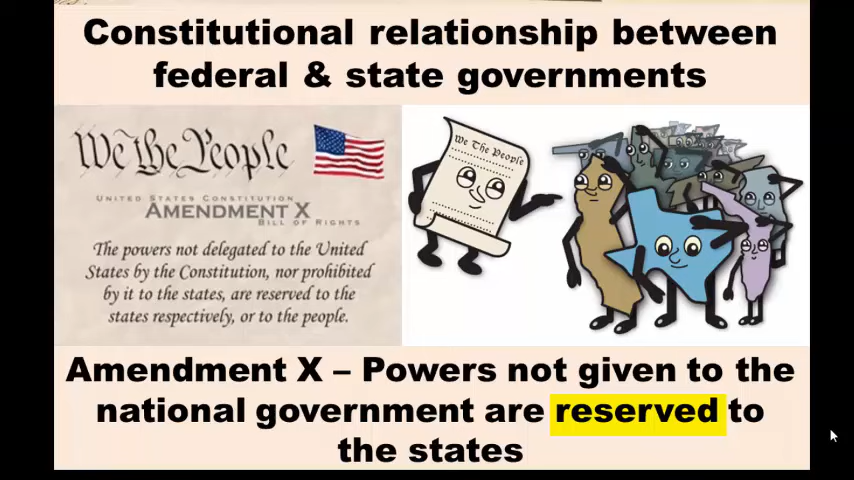 Constitutional relationship between
federal & state governments
We the People
UNITED STATES CONSTITUTION
AMENDMENT X
BILL OF RIGHTS
The powers not delegated to the United
States by the Constitution, nor prohibited
by it to the states, are reserved to the
states respectively, or to the people.
We The People
Amendment X – Powers not given to the
national government are reserved to
the states